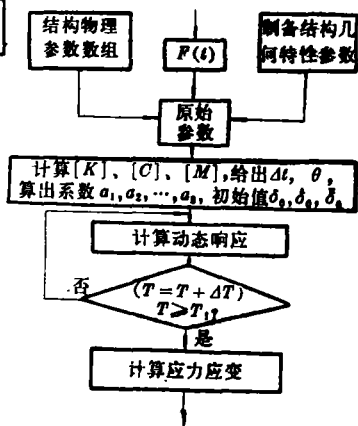 结构物理
参数数组
F(t)
制备结构几
何特性参数
原始
参数
计算[K]、[C]、[M],给出Δt, θ,
算出系数a₁,a₂,…,a₈,初始值δ₀,δ̇₀,δ̈₀
计算动态响应
否
(T=T+ΔT)
T≥T₁?
是
计算应力应变